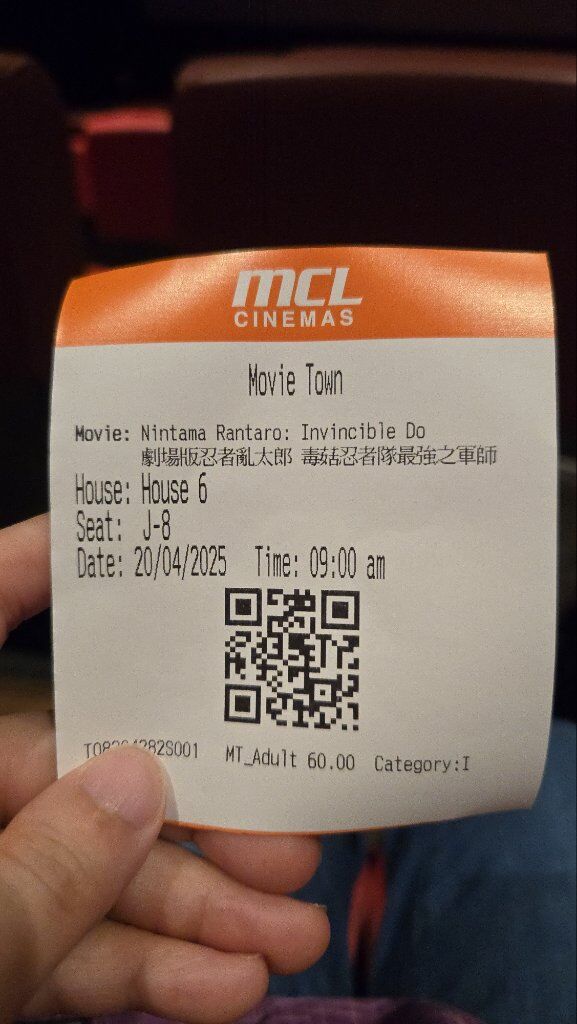 MCL
CINEMAS
Movie Town
Movie: Nintama Rantaro: Invincible Do
劇場版忍者亂太郎 毒菇忍者隊最強之軍師
House: House 6
Seat: J-8
Date: 20/04/2025 Time: 09:00 am
MT_Adult 60.00 Category:I